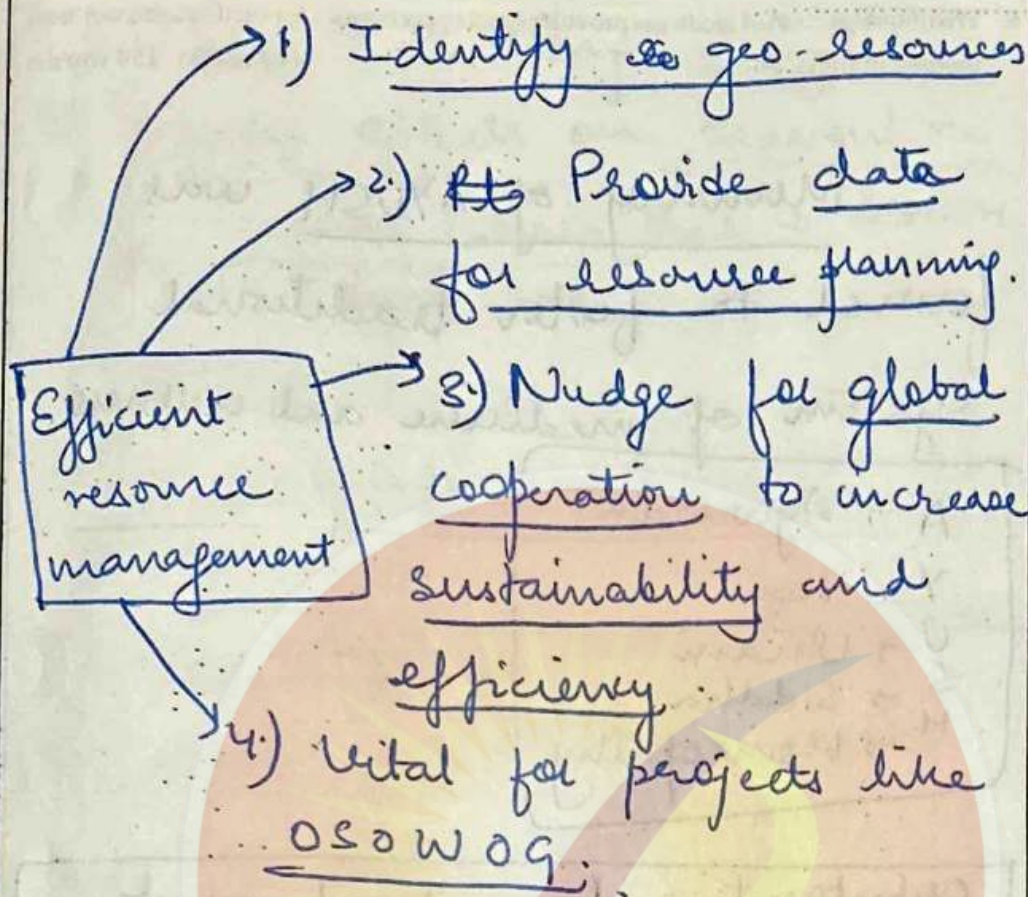 1.) Identify geo-resources
2.) Provide data
for resource planning.
Efficient
resource
management
3.) Nudge for global
cooperation to increase
sustainability and
efficiency.
4.) Vital for projects like
OSOWOG.